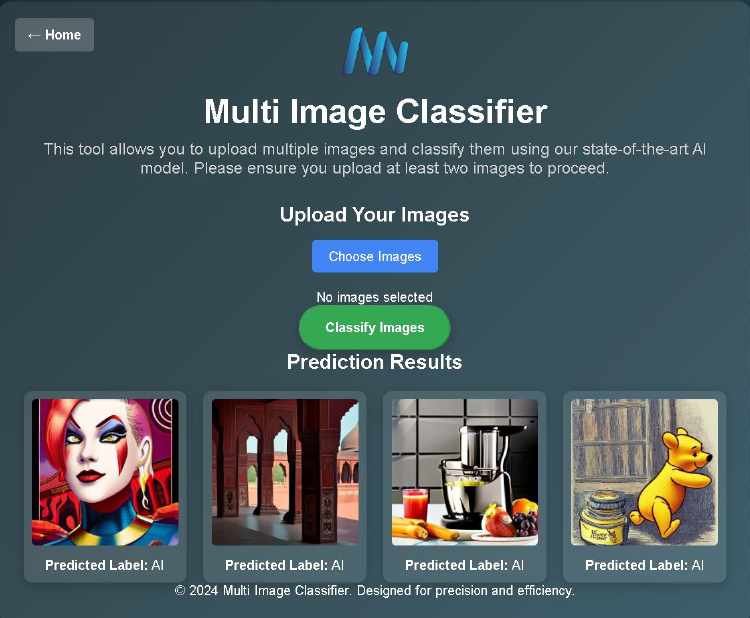 ← Home
Multi Image Classifier
This tool allows you to upload multiple images and classify them using our state-of-the-art AI
model. Please ensure you upload at least two images to proceed.
Upload Your Images
Choose Images
No images selected
Classify Images
Prediction Results
Predicted Label: AI
Predicted Label: AI
Predicted Label: AI
Predicted Label: AI
© 2024 Multi Image Classifier. Designed for precision and efficiency.